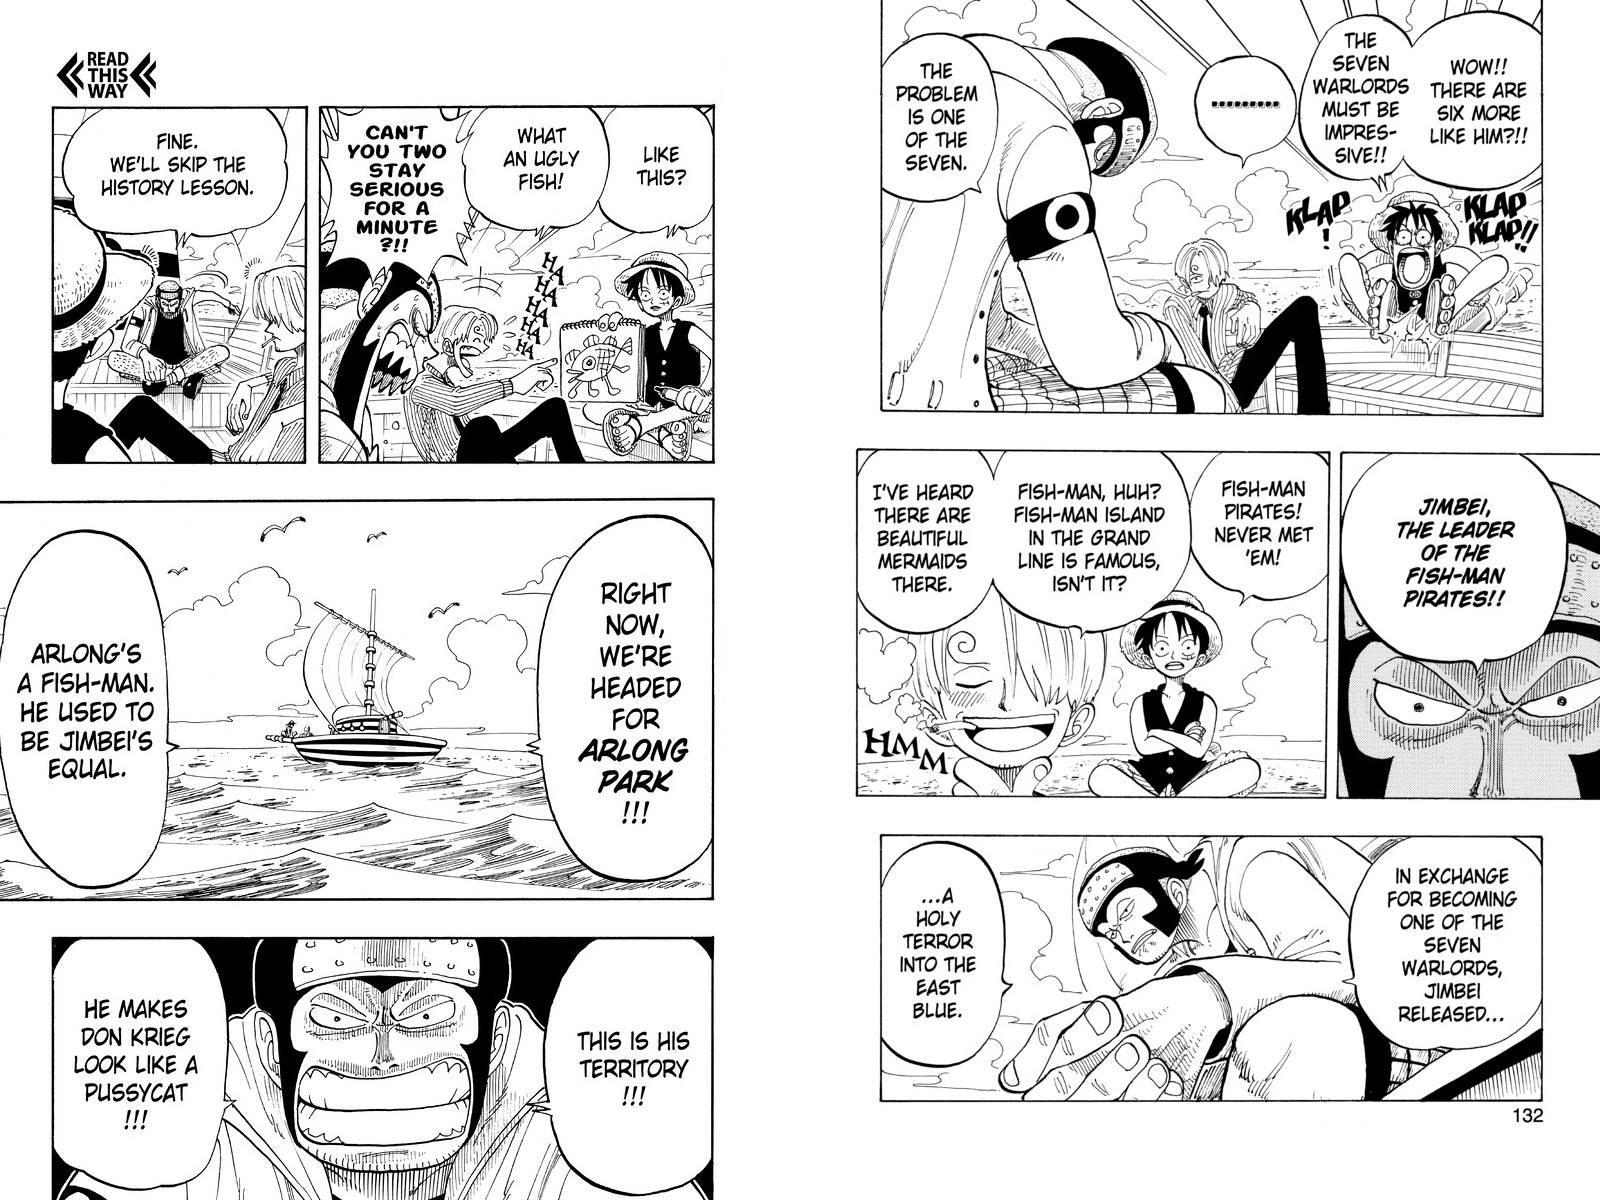 WOW!!
THERE ARE
SIX MORE
LIKE HIM?!!
THE
SEVEN
WARLORDS
MUST BE
IMPRES-
SIVE!!
KLAP
KLAP!!
KLAP
!
.........
THE
PROBLEM
IS ONE
OF THE
SEVEN.
JIMBEI,
THE LEADER
OF THE
FISH-MAN
PIRATES!!
FISH-MAN
PIRATES!
NEVER MET
'EM!
FISH-MAN, HUH?
FISH-MAN ISLAND
IN THE GRAND
LINE IS FAMOUS,
ISN'T IT?
I'VE HEARD
THERE ARE
BEAUTIFUL
MERMAIDS
THERE.
HMM
IN EXCHANGE
FOR BECOMING
ONE OF THE
SEVEN
WARLORDS,
JIMBEI
RELEASED...
...A
HOLY
TERROR
INTO THE
EAST
BLUE.
132
READ
THIS
WAY
LIKE
THIS?
WHAT
AN UGLY
FISH!
HA
HA
HA
HA
HA
CAN'T
YOU TWO
STAY
SERIOUS
FOR A
MINUTE
?!!
FINE.
WE'LL SKIP THE
HISTORY LESSON.
RIGHT
NOW,
WE'RE
HEADED
FOR
ARLONG
PARK
!!!
ARLONG'S
A FISH-MAN.
HE USED TO
BE JIMBEI'S
EQUAL.
THIS IS HIS
TERRITORY
!!!
HE MAKES
DON KRIEG
LOOK LIKE A
PUSSYCAT
!!!